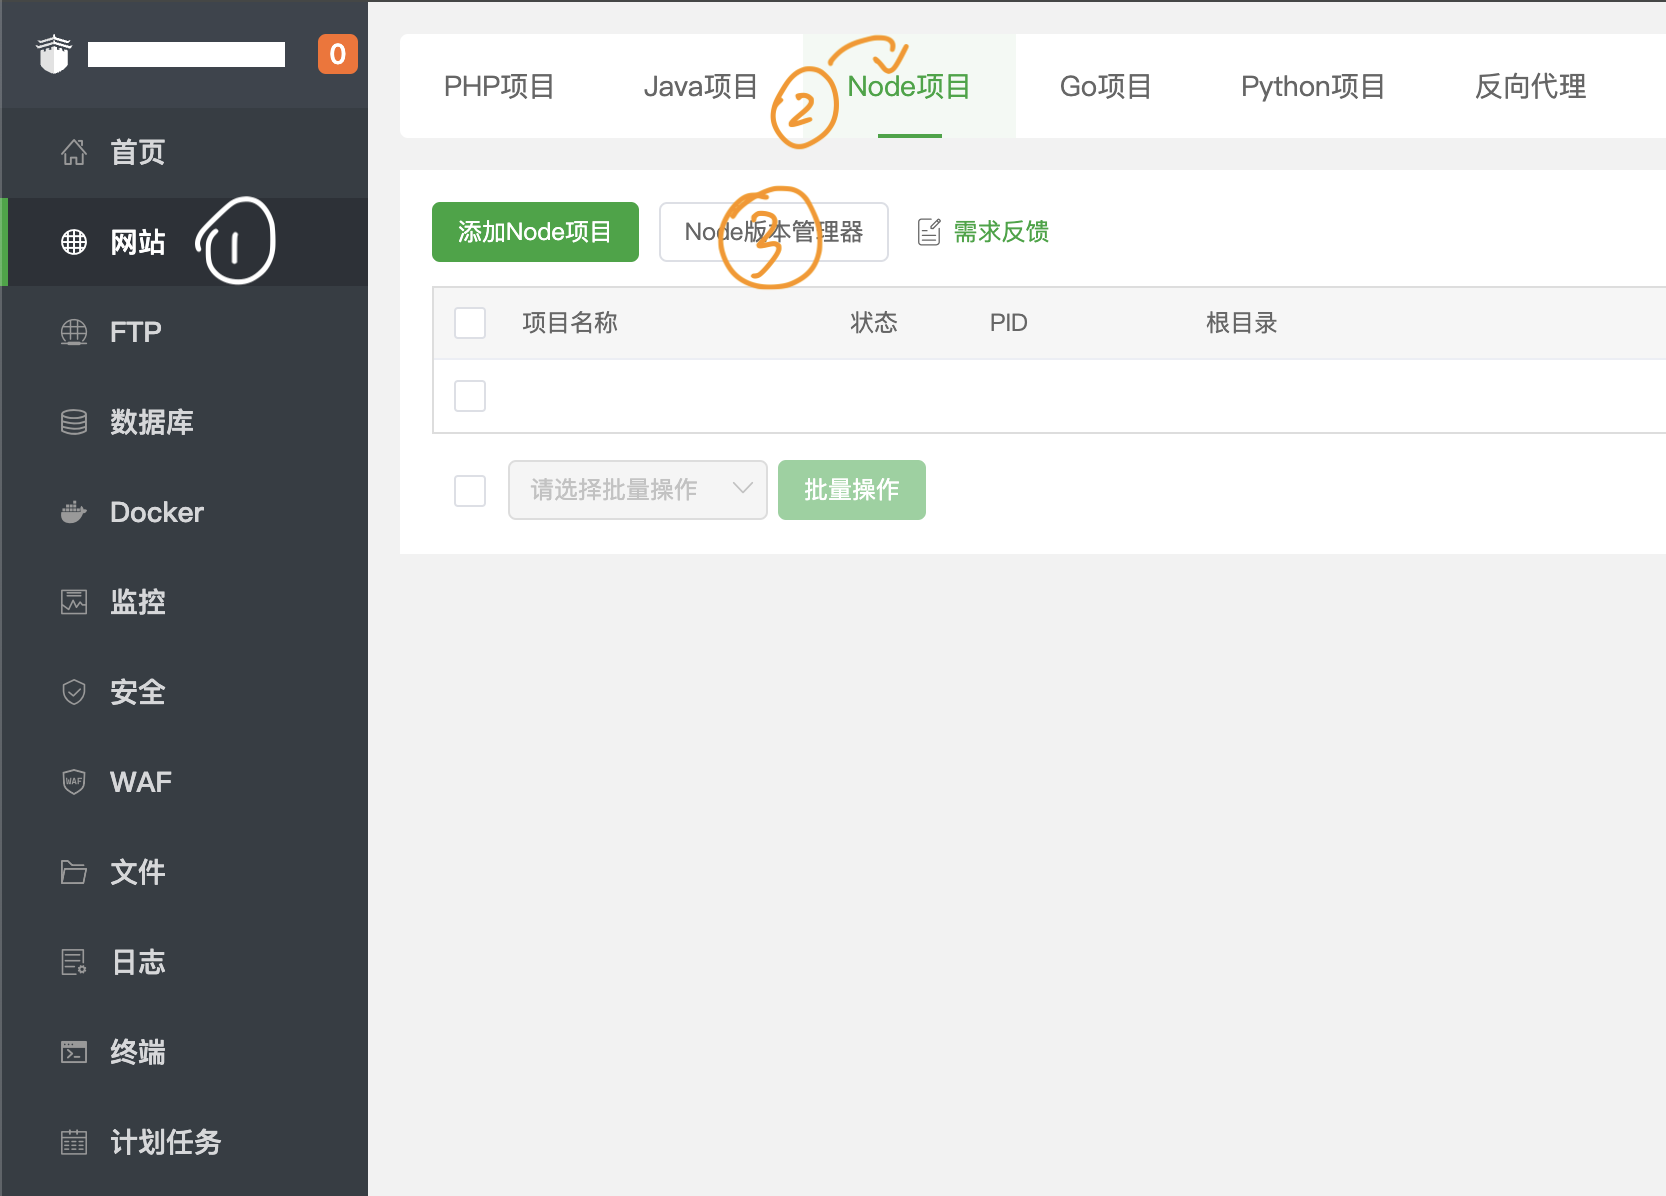 0
首页
网站 1
FTP
数据库
Docker
监控
安全
WAF
文件
日志
终端
计划任务
PHP项目 Java项目 2 Node项目 Go项目 Python项目 反向代理
添加Node项目 Node版本管理器 3 需求反馈
项目名称 状态 PID 根目录
请选择批量操作 批量操作